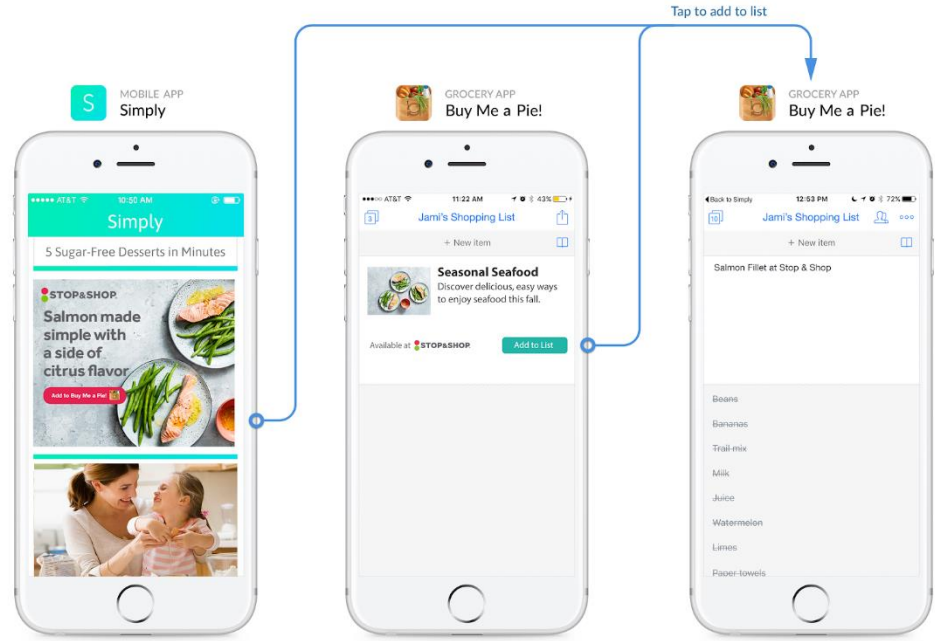 Tap to add to list
S
MOBILE APP
Simply
GROCERY APP
Buy Me a Pie!
GROCERY APP
Buy Me a Pie!
AT&T
10:50 AM
Simply
5 Sugar-Free Desserts in Minutes
STOP&SHOP.
Salmon made
simple with
a side of
citrus flavor
Add to Buy Me a Pie!
AT&T
11:22 AM
43%
3
Jami's Shopping List
+ New item
Seasonal Seafood
Discover delicious, easy ways
to enjoy seafood this fall.
Available at STOP&SHOP.
Add to List
Back to Simply
12:53 PM
72%
10
Jami's Shopping List
+ New item
Salmon Fillet at Stop & Shop
Beans
Bananas
Trail mix
Milk
Juice
Watermelon
Limes
Paper towels